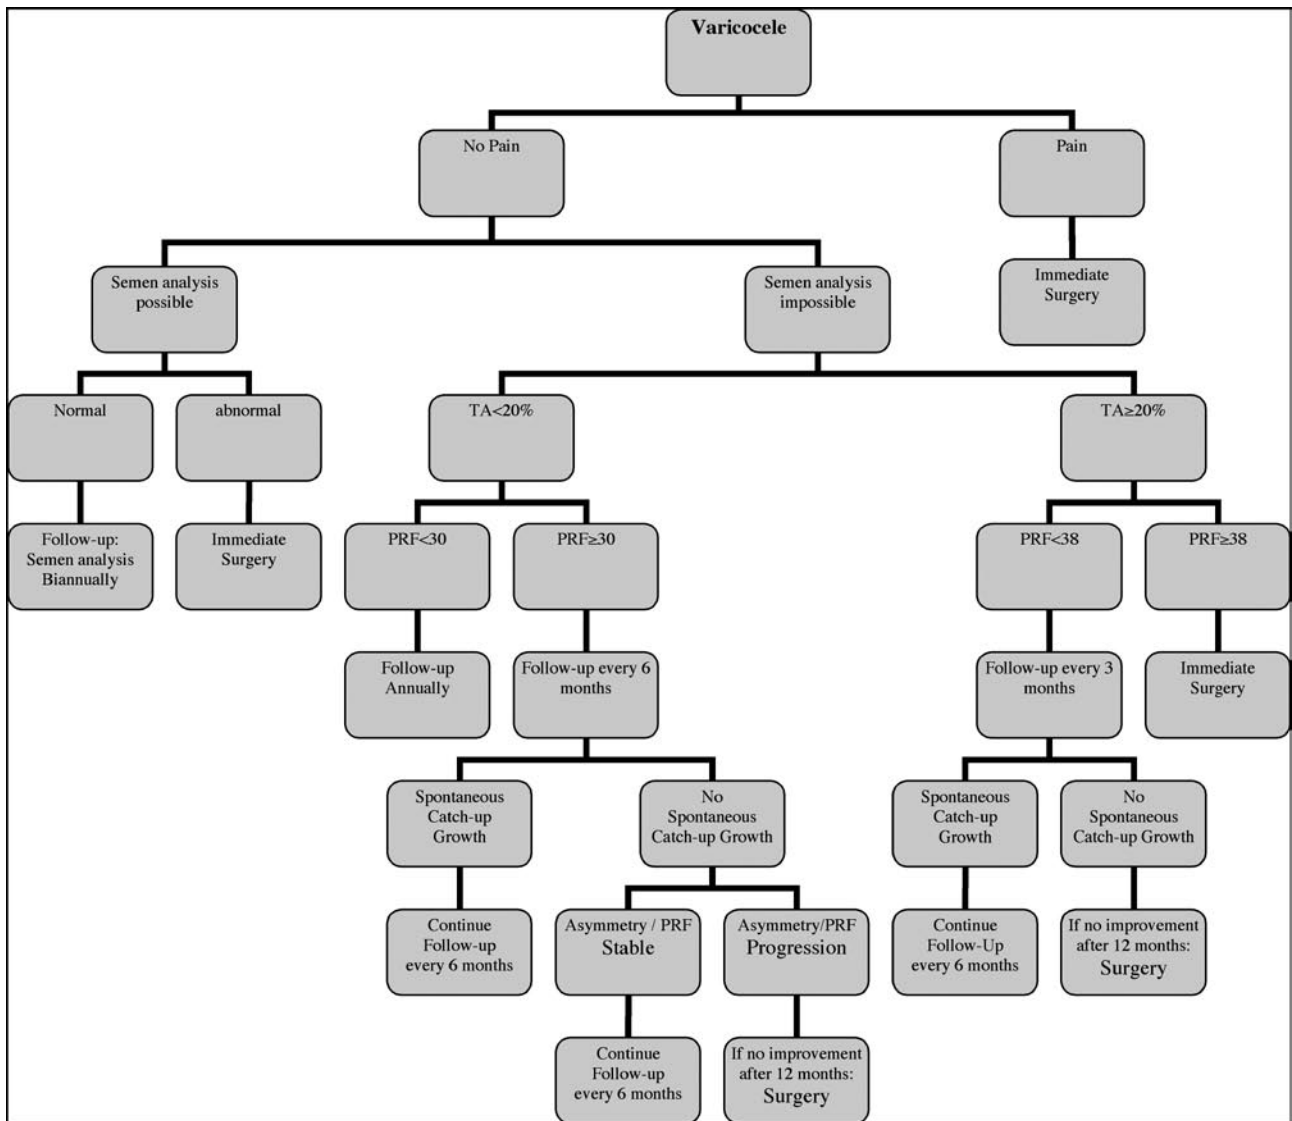 Varicocele
No Pain
Pain
Semen analysis
possible
Semen analysis
impossible
Immediate
Surgery
Normal
abnormal
TA<20%
TA≥20%
Follow-up:
Semen analysis
Biannually
Immediate
Surgery
PRF<30
PRF≥30
PRF<38
PRF≥38
Follow-up
Annually
Follow-up every 6
months
Follow-up every 3
months
Immediate
Surgery
Spontaneous
Catch-up
Growth
No
Spontaneous
Catch-up Growth
Spontaneous
Catch-up
Growth
No
Spontaneous
Catch-up Growth
Continue
Follow-up
every 6 months
Asymmetry / PRF
Stable
Asymmetry/PRF
Progression
Continue
Follow-Up
every 6 months
If no improvement
after 12 months:
Surgery
Continue
Follow-up
every 6 months
If no improvement
after 12 months:
Surgery